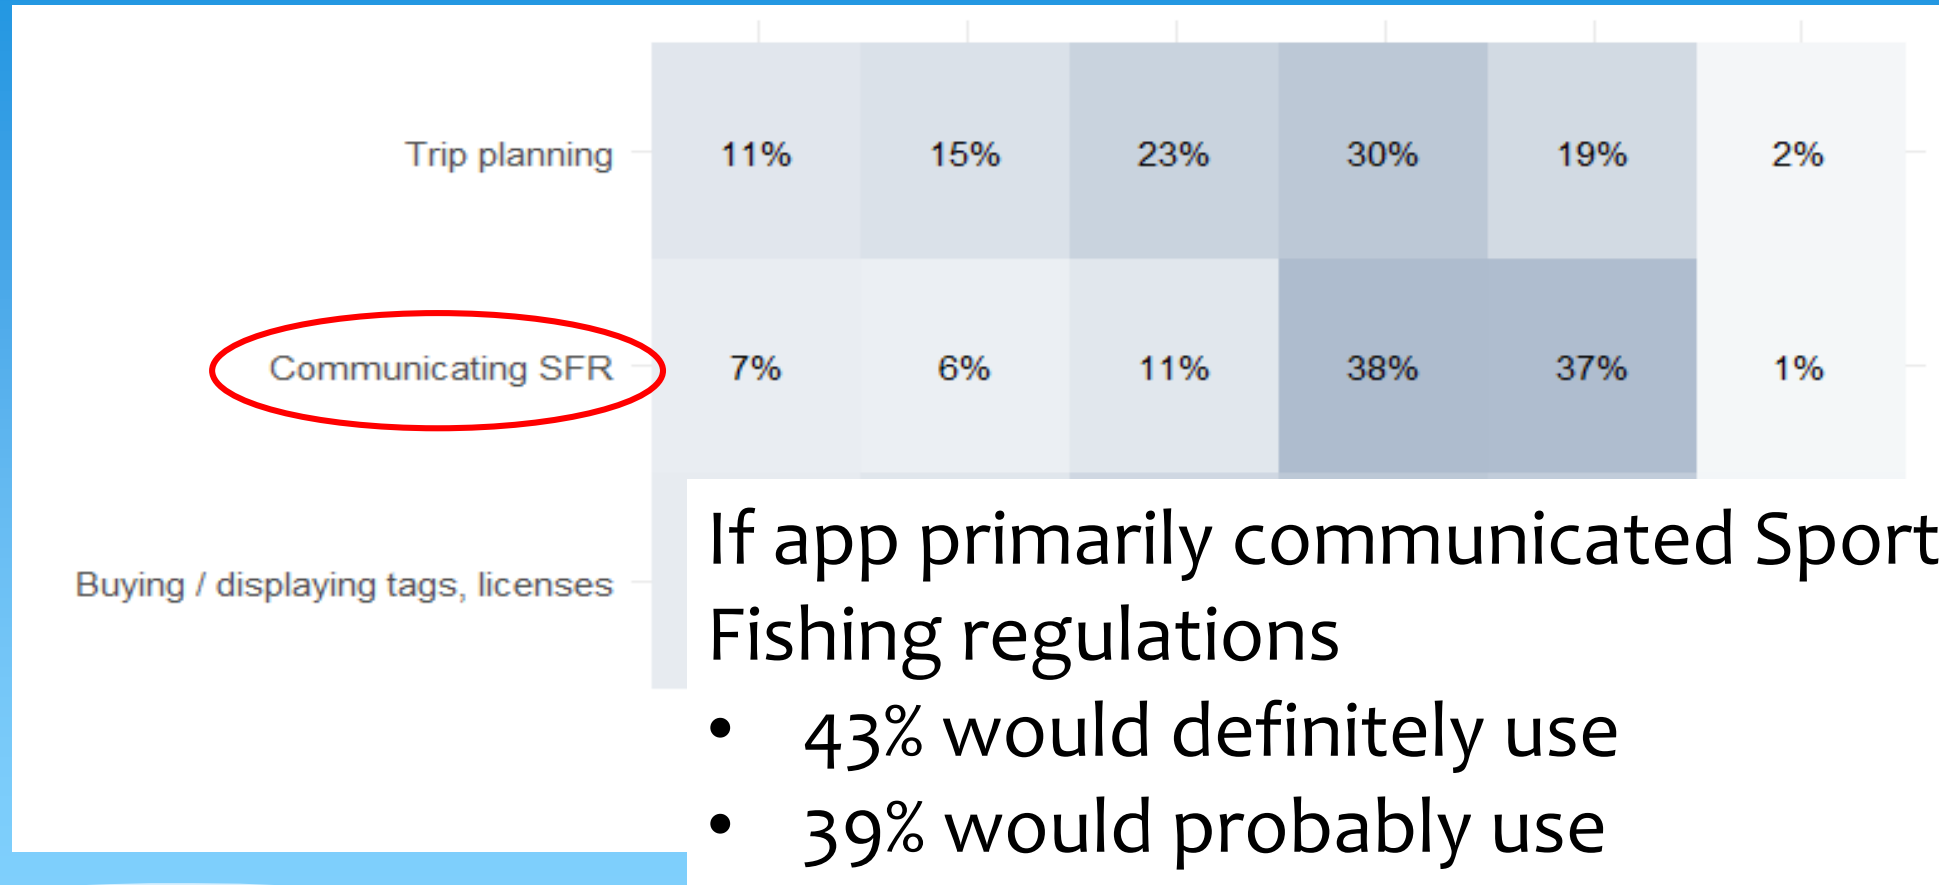 Trip planning 11% 15% 23% 30% 19% 2%
Communicating SFR 7% 6% 11% 38% 37% 1%
Buying / displaying tags, licenses
If app primarily communicated Sport
Fishing regulations
• 43% would definitely use
• 39% would probably use